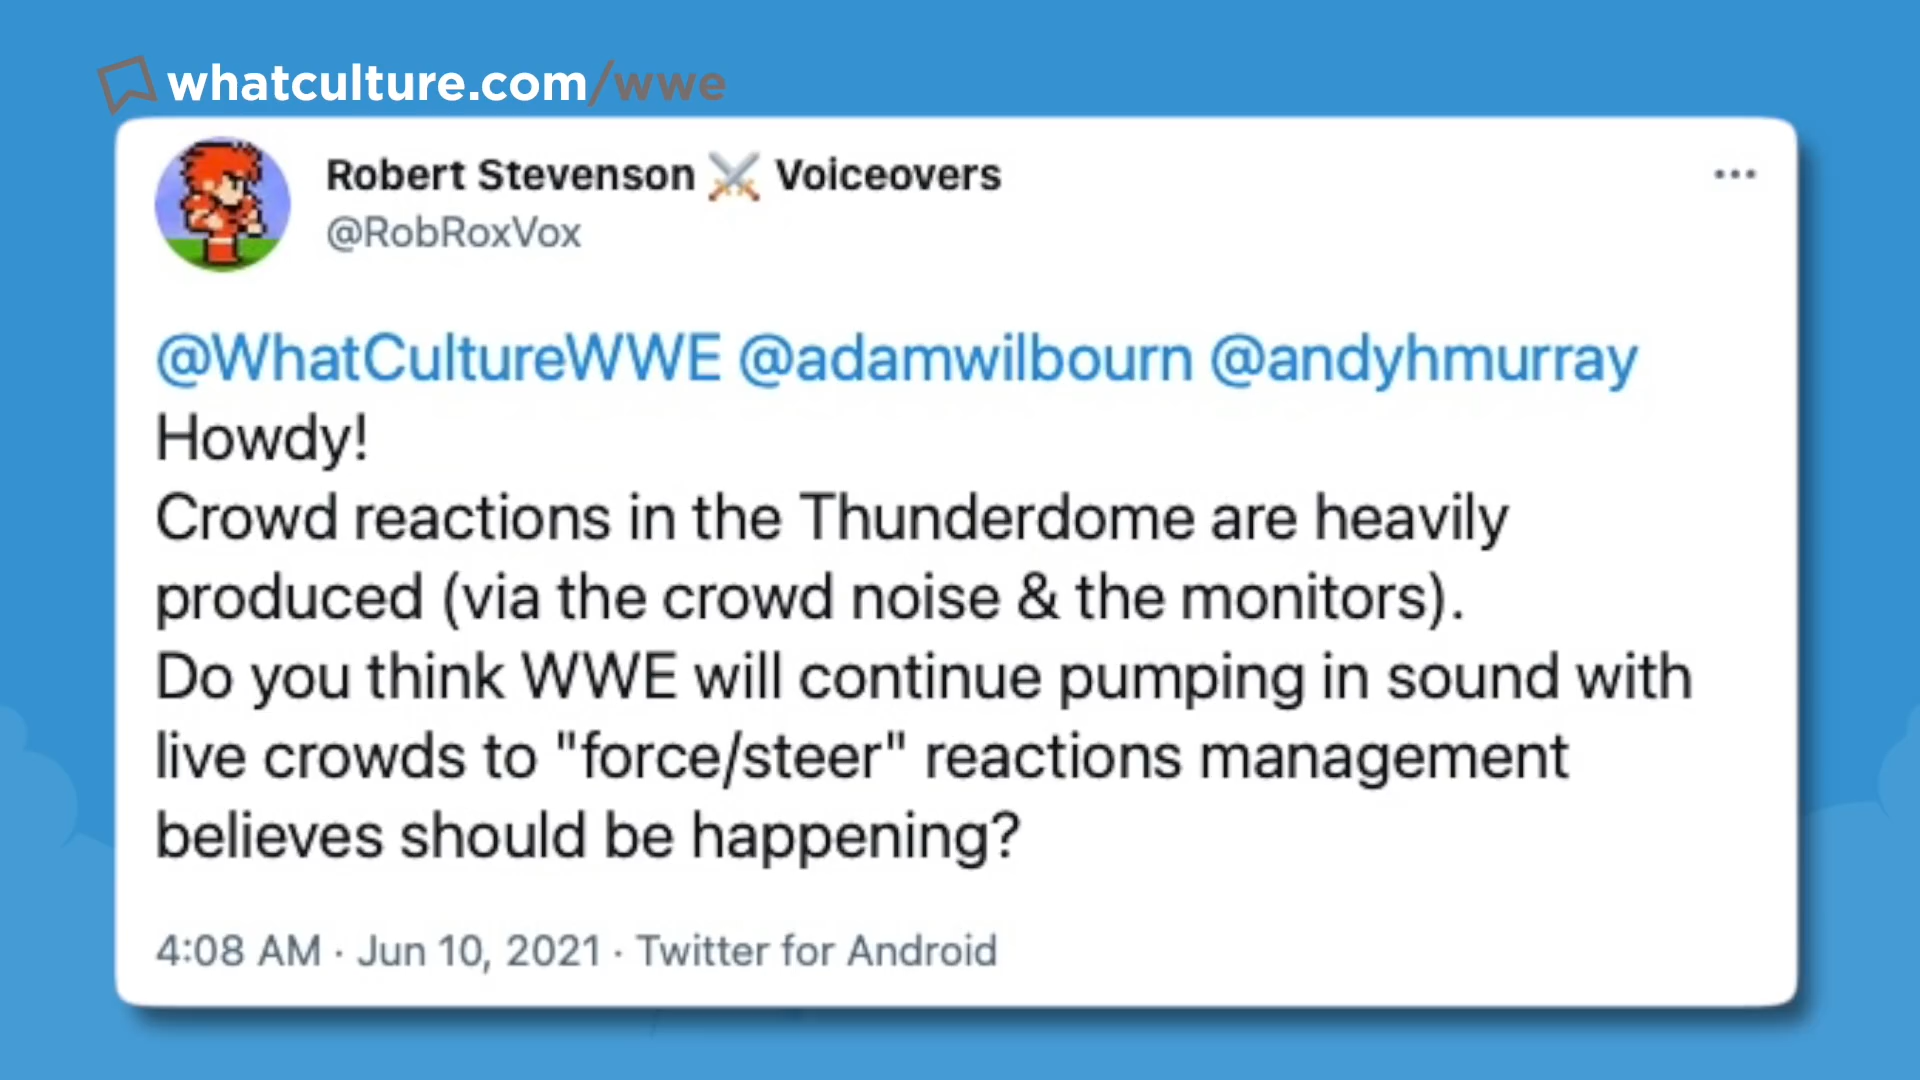 whatculture.com/wwe
Robert Stevenson ⚔️ Voiceovers
@RobRoxVox
@WhatCultureWWE @adamwilbourn @andyhmurray
Howdy!
Crowd reactions in the Thunderdome are heavily
produced (via the crowd noise & the monitors).
Do you think WWE will continue pumping in sound with
live crowds to "force/steer" reactions management
believes should be happening?
4:08 AM · Jun 10, 2021 · Twitter for Android